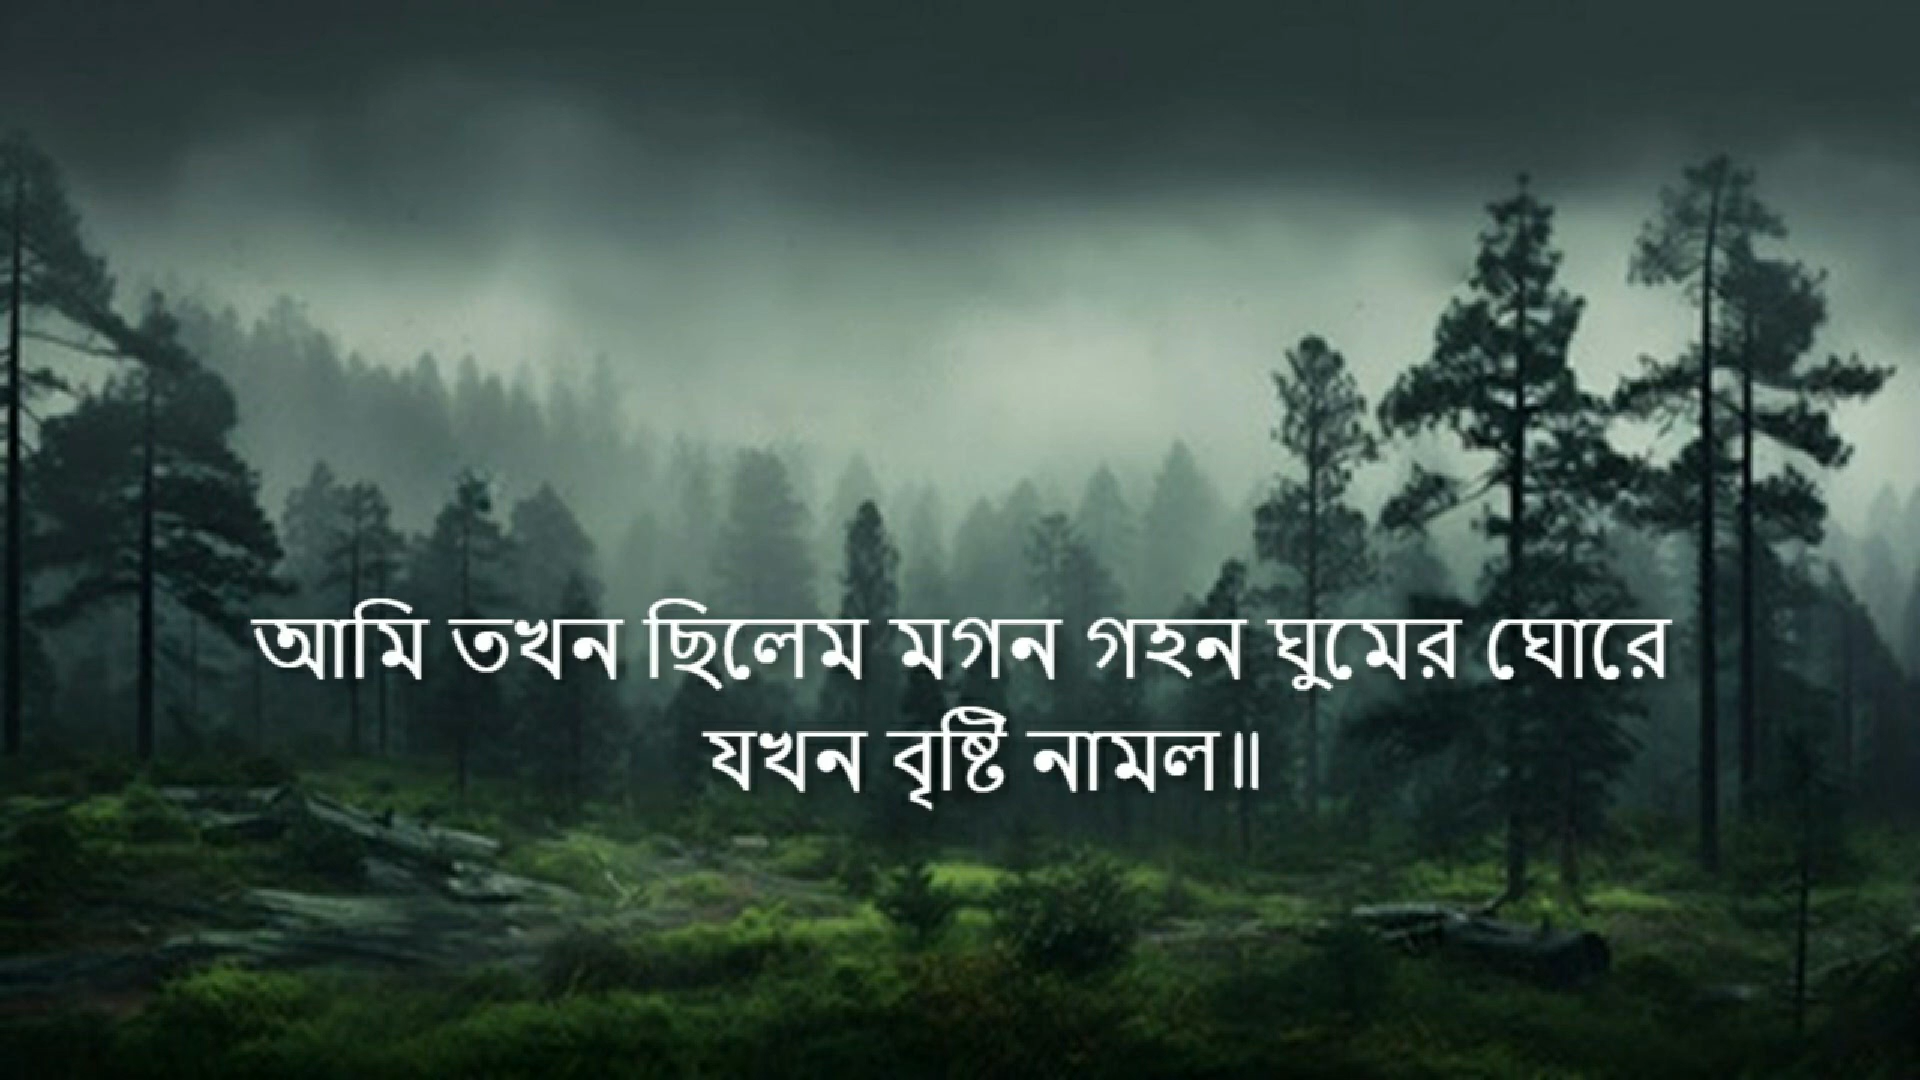 আমি তখন ছিলেম মগন গহন ঘুমের ঘোরে
যখন বৃষ্টি নামল॥